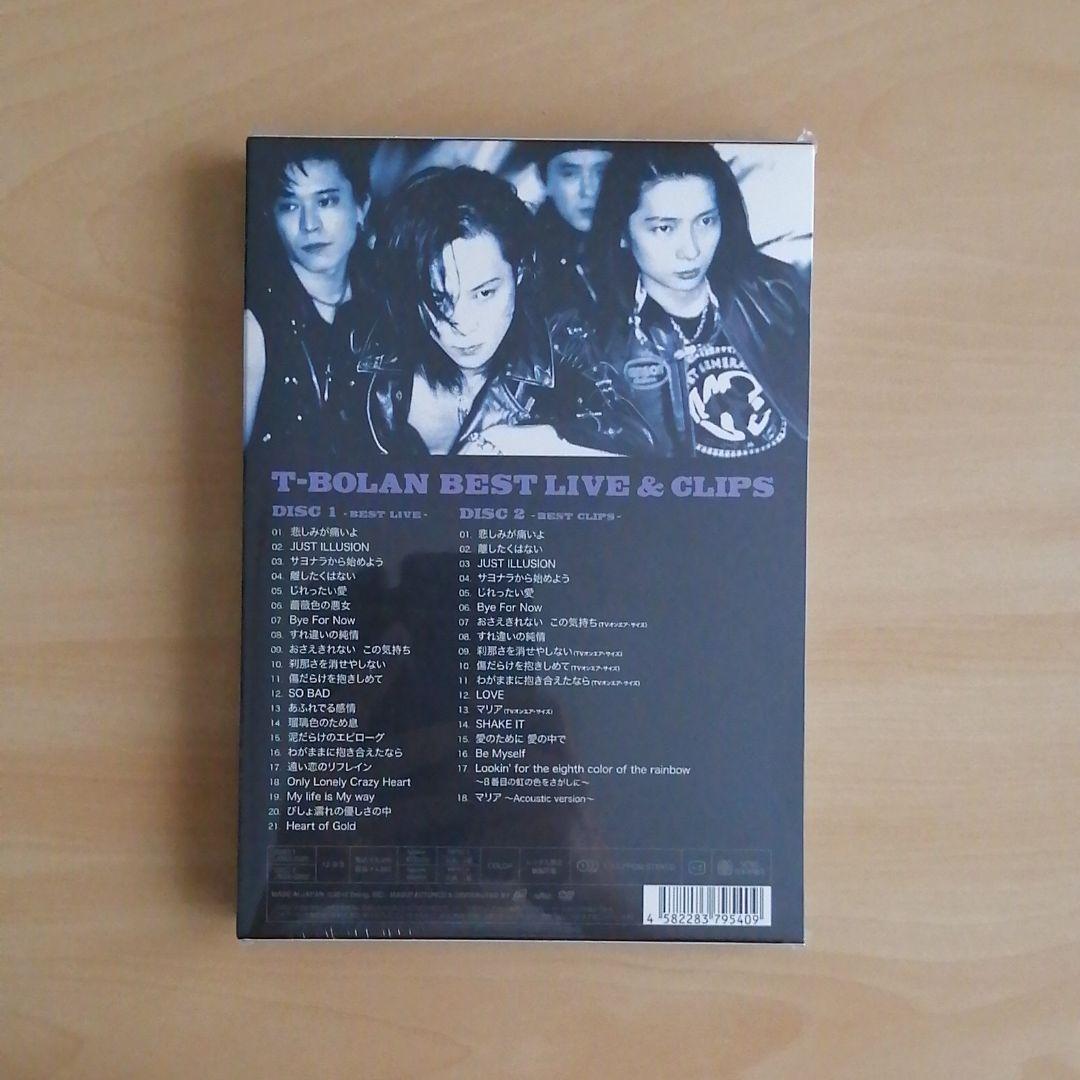 T-BOLAN BEST LIVE & CLIPS
DISC 1 -BEST LIVE-
01. 悲しみが痛いよ
02. JUST ILLUSION
03. サヨナラから始めよう
04. 離したくはない
05. じれったい愛
06. 薔薇色の悪女
07. Bye For Now
08. すれ違いの純情
09. おさえきれない この気持ち
10. 刹那さを消せやしない
11. 傷だらけを抱きしめて
12. SO BAD
13. あふれでる感情
14. 瑠璃色のため息
15. 泥だらけのエピローグ
16. わがままに抱き合えたなら
17. 遠い恋のリフレイン
18. Only Lonely Crazy Heart
19. My life is My way
20. びしょ濡れの優しさの中
21. Heart of Gold
DISC 2 -BEST CLIPS-
01. 悲しみが痛いよ
02. 離したくはない
03. JUST ILLUSION
04. サヨナラから始めよう
05. じれったい愛
06. Bye For Now
07. おさえきれない この気持ち(TVオンエア・サイズ)
08. すれ違いの純情
09. 刹那さを消せやしない(TVオンエア・サイズ)
10. 傷だらけを抱きしめて(TVオンエア・サイズ)
11. わがままに抱き合えたなら(TVオンエア・サイズ)
12. LOVE
13. マリア(TVオンエア・サイズ)
14. SHAKE IT
15. 愛のために 愛の中で
16. Be Myself
17. Lookin' for the eighth color of the rainbow
～8番目の虹の色をさがしに～
18. マリア ～Acoustic version～
COLOR
4 582283 795409